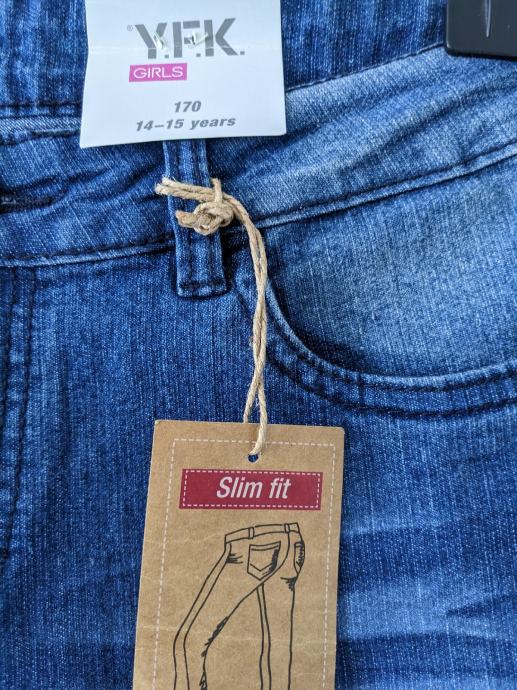 ®Y.F.K.
GIRLS
170
14–15 years
Slim fit